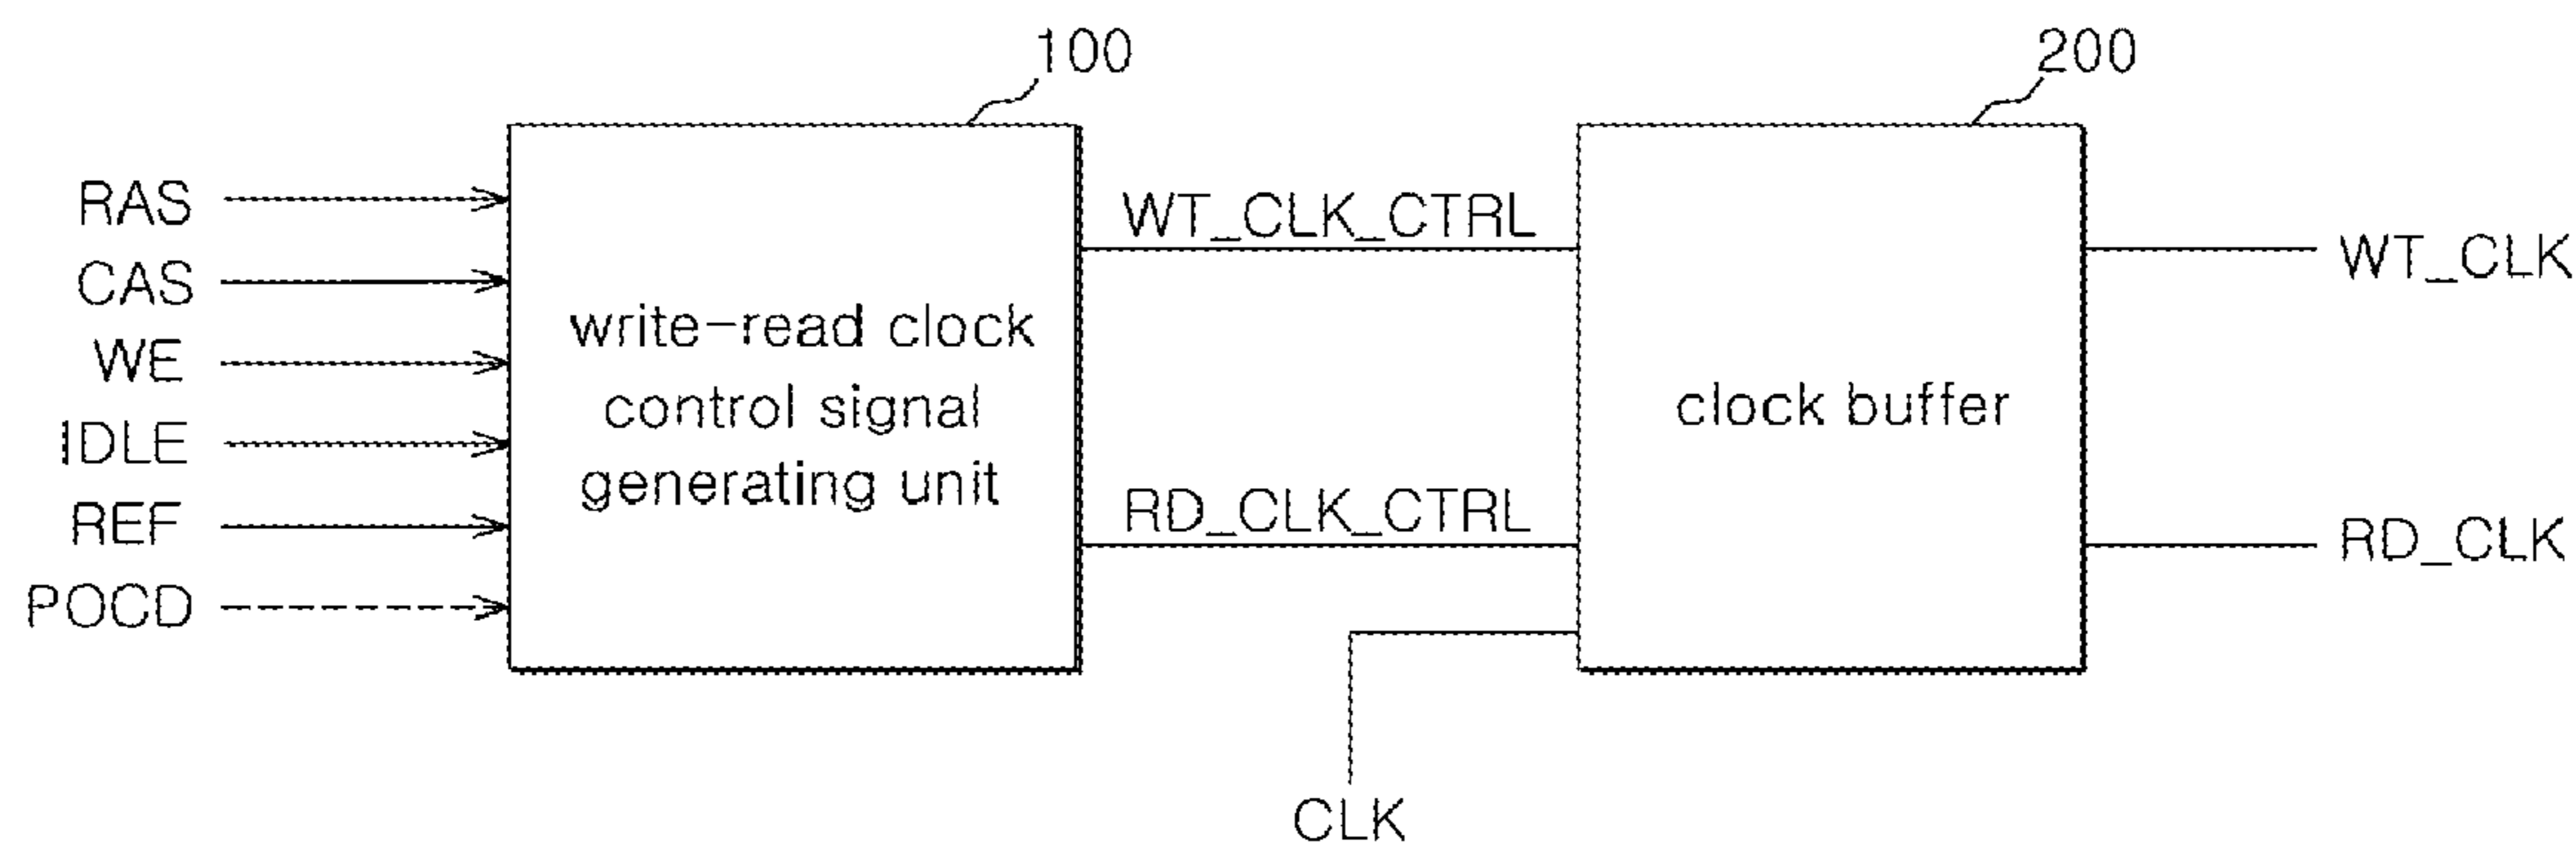 100
200
RAS
CAS
WE
IDLE
REF
POCD
write-read clock
control signal
generating unit
WT_CLK_CTRL
RD_CLK_CTRL
clock buffer
WT_CLK
RD_CLK
CLK